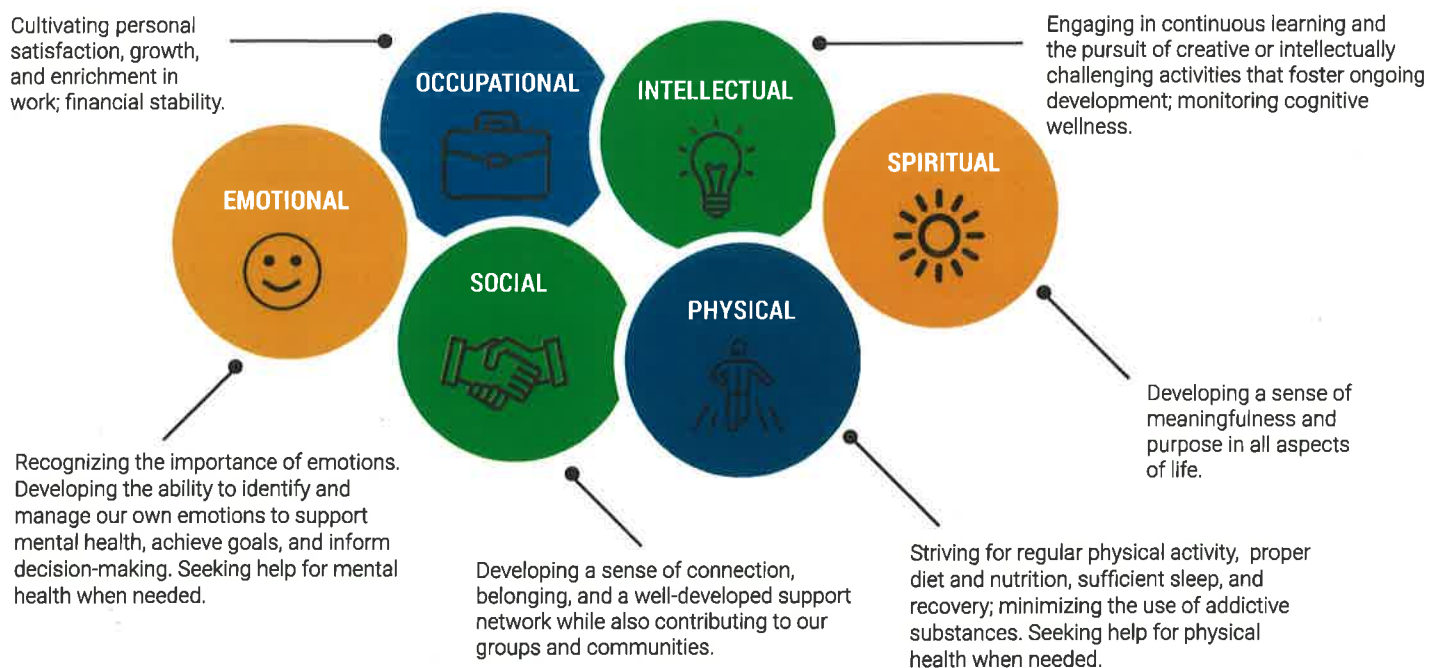 Cultivating personal
satisfaction, growth,
and enrichment in
work; financial stability.
OCCUPATIONAL
INTELLECTUAL
Engaging in continuous learning and
the pursuit of creative or intellectually
challenging activities that foster ongoing
development; monitoring cognitive
wellness.
EMOTIONAL
SPIRITUAL
SOCIAL
PHYSICAL
Recognizing the importance of emotions.
Developing the ability to identify and
manage our own emotions to support
mental health, achieve goals, and inform
decision-making. Seeking help for mental
health when needed.
Developing a sense of connection,
belonging, and a well-developed support
network while also contributing to our
groups and communities.
Striving for regular physical activity, proper
diet and nutrition, sufficient sleep, and
recovery; minimizing the use of addictive
substances. Seeking help for physical
health when needed.
Developing a sense of
meaningfulness and
purpose in all aspects
of life.